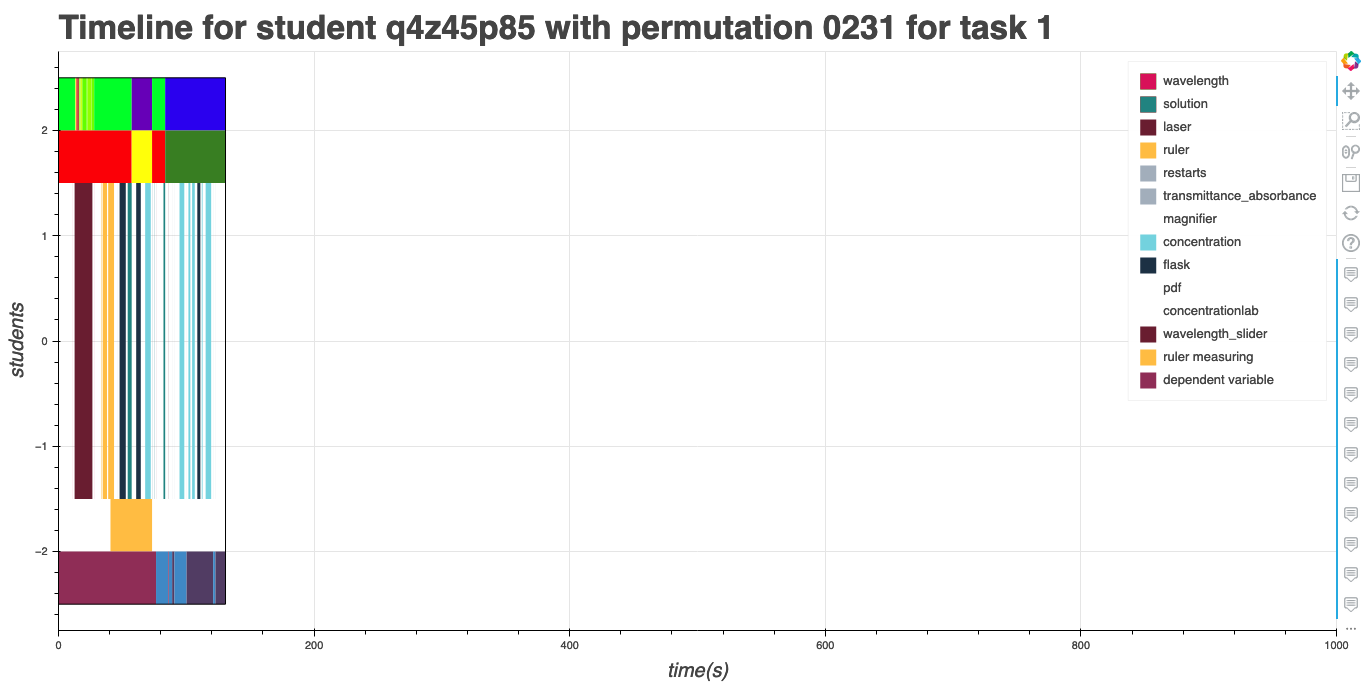 Timeline for student q4z45p85 with permutation 0231 for task 1
wavelength
solution
laser
ruler
restarts
transmittance_absorbance
magnifier
concentration
flask
pdf
concentrationlab
wavelength_slider
ruler measuring
dependent variable
students
2
1
0
−1
−2
0
200
400
600
800
1000
time(s)